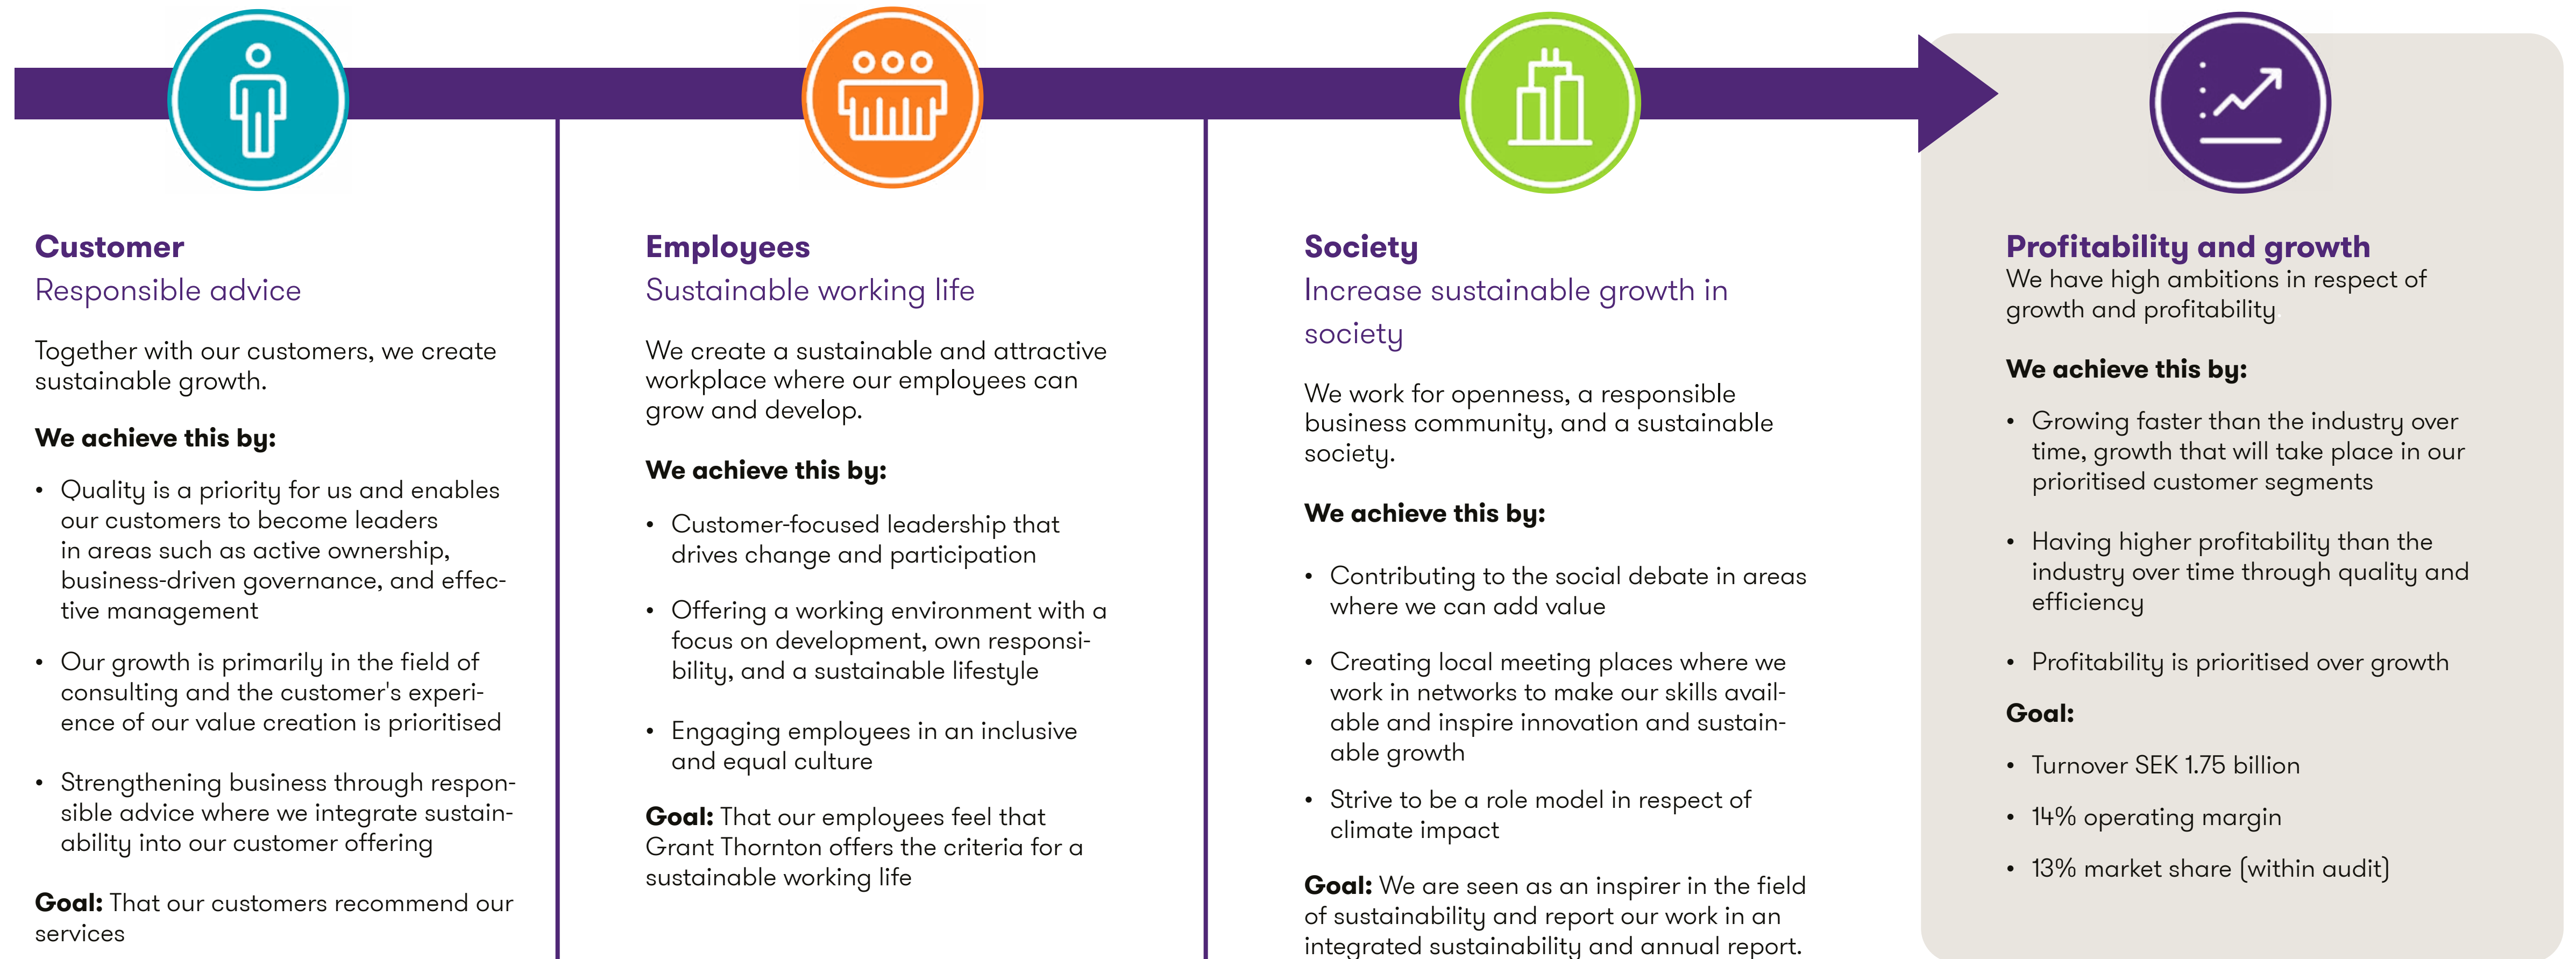 Customer
Responsible advice
Together with our customers, we create
sustainable growth.
We achieve this by:
• Quality is a priority for us and enables
our customers to become leaders
in areas such as active ownership,
business-driven governance, and effec-
tive management
• Our growth is primarily in the field of
consulting and the customer's experi-
ence of our value creation is prioritised
• Strengthening business through respon-
sible advice where we integrate sustain-
ability into our customer offering
Goal: That our customers recommend our
services
Employees
Sustainable working life
We create a sustainable and attractive
workplace where our employees can
grow and develop.
We achieve this by:
• Customer-focused leadership that
drives change and participation
• Offering a working environment with a
focus on development, own responsi-
bility, and a sustainable lifestyle
• Engaging employees in an inclusive
and equal culture
Goal: That our employees feel that
Grant Thornton offers the criteria for a
sustainable working life
Society
Increase sustainable growth in
society
We work for openness, a responsible
business community, and a sustainable
society.
We achieve this by:
• Contributing to the social debate in areas
where we can add value
• Creating local meeting places where we
work in networks to make our skills avail-
able and inspire innovation and sustain-
able growth
• Strive to be a role model in respect of
climate impact
Goal: We are seen as an inspirer in the field
of sustainability and report our work in an
integrated sustainability and annual report.
Profitability and growth
We have high ambitions in respect of
growth and profitability
We achieve this by:
• Growing faster than the industry over
time, growth that will take place in our
prioritised customer segments
• Having higher profitability than the
industry over time through quality and
efficiency
• Profitability is prioritised over growth
Goal:
• Turnover SEK 1.75 billion
• 14% operating margin
• 13% market share (within audit)